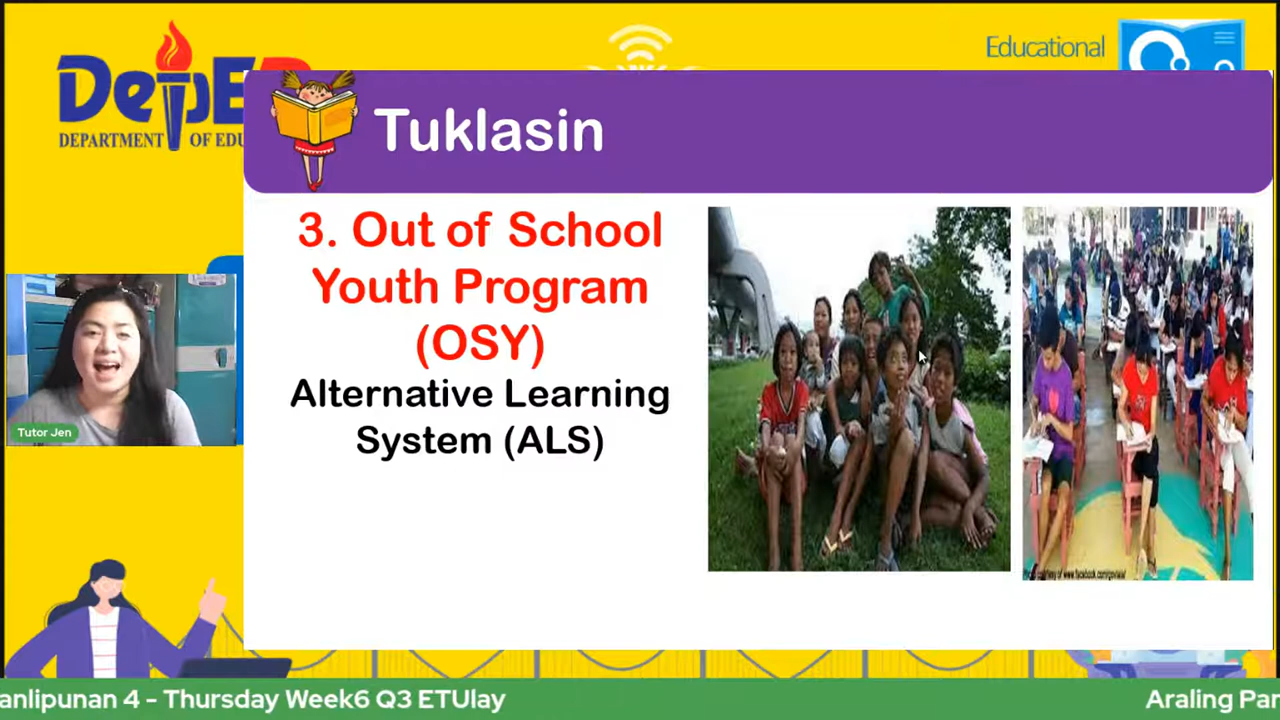 DepED
DEPARTMENT OF EDU
Educational
Tuklasin
3. Out of School
Youth Program
(OSY)
Alternative Learning
System (ALS)
Tutor Jen
anlipunan 4 - Thursday Week6 Q3 ETUlay
Araling Pan